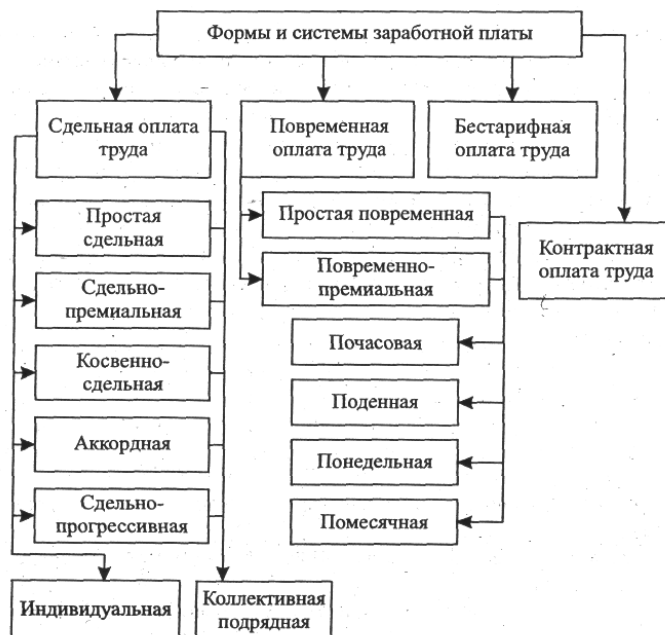 Формы и системы заработной платы
Сдельная оплата
труда
Повременная
оплата труда
Бестарифная
оплата труда
Контрактная
оплата труда
Простая
сдельная
Сдельно-
премиальная
Косвенно-
сдельная
Аккордная
Сдельно-
прогрессивная
Индивидуальная
Коллективная
подрядная
Простая повременная
Повременно-
премиальная
Почасовая
Поденная
Понедельная
Помесячная